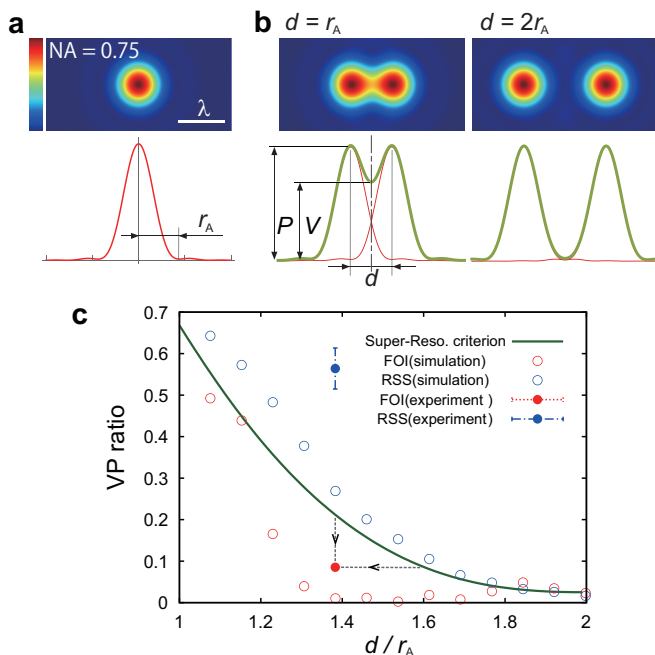 a
NA = 0.75
λ
r_A
b
d = r_A
d = 2r_A
P
V
d
c
VP ratio
0.7
0.6
0.5
0.4
0.3
0.2
0.1
0
Super-Reso. criterion
FOI(simulation)
RSS(simulation)
FOI(experiment )
RSS(experiment)
1
1.2
1.4
1.6
1.8
2
d / r_A